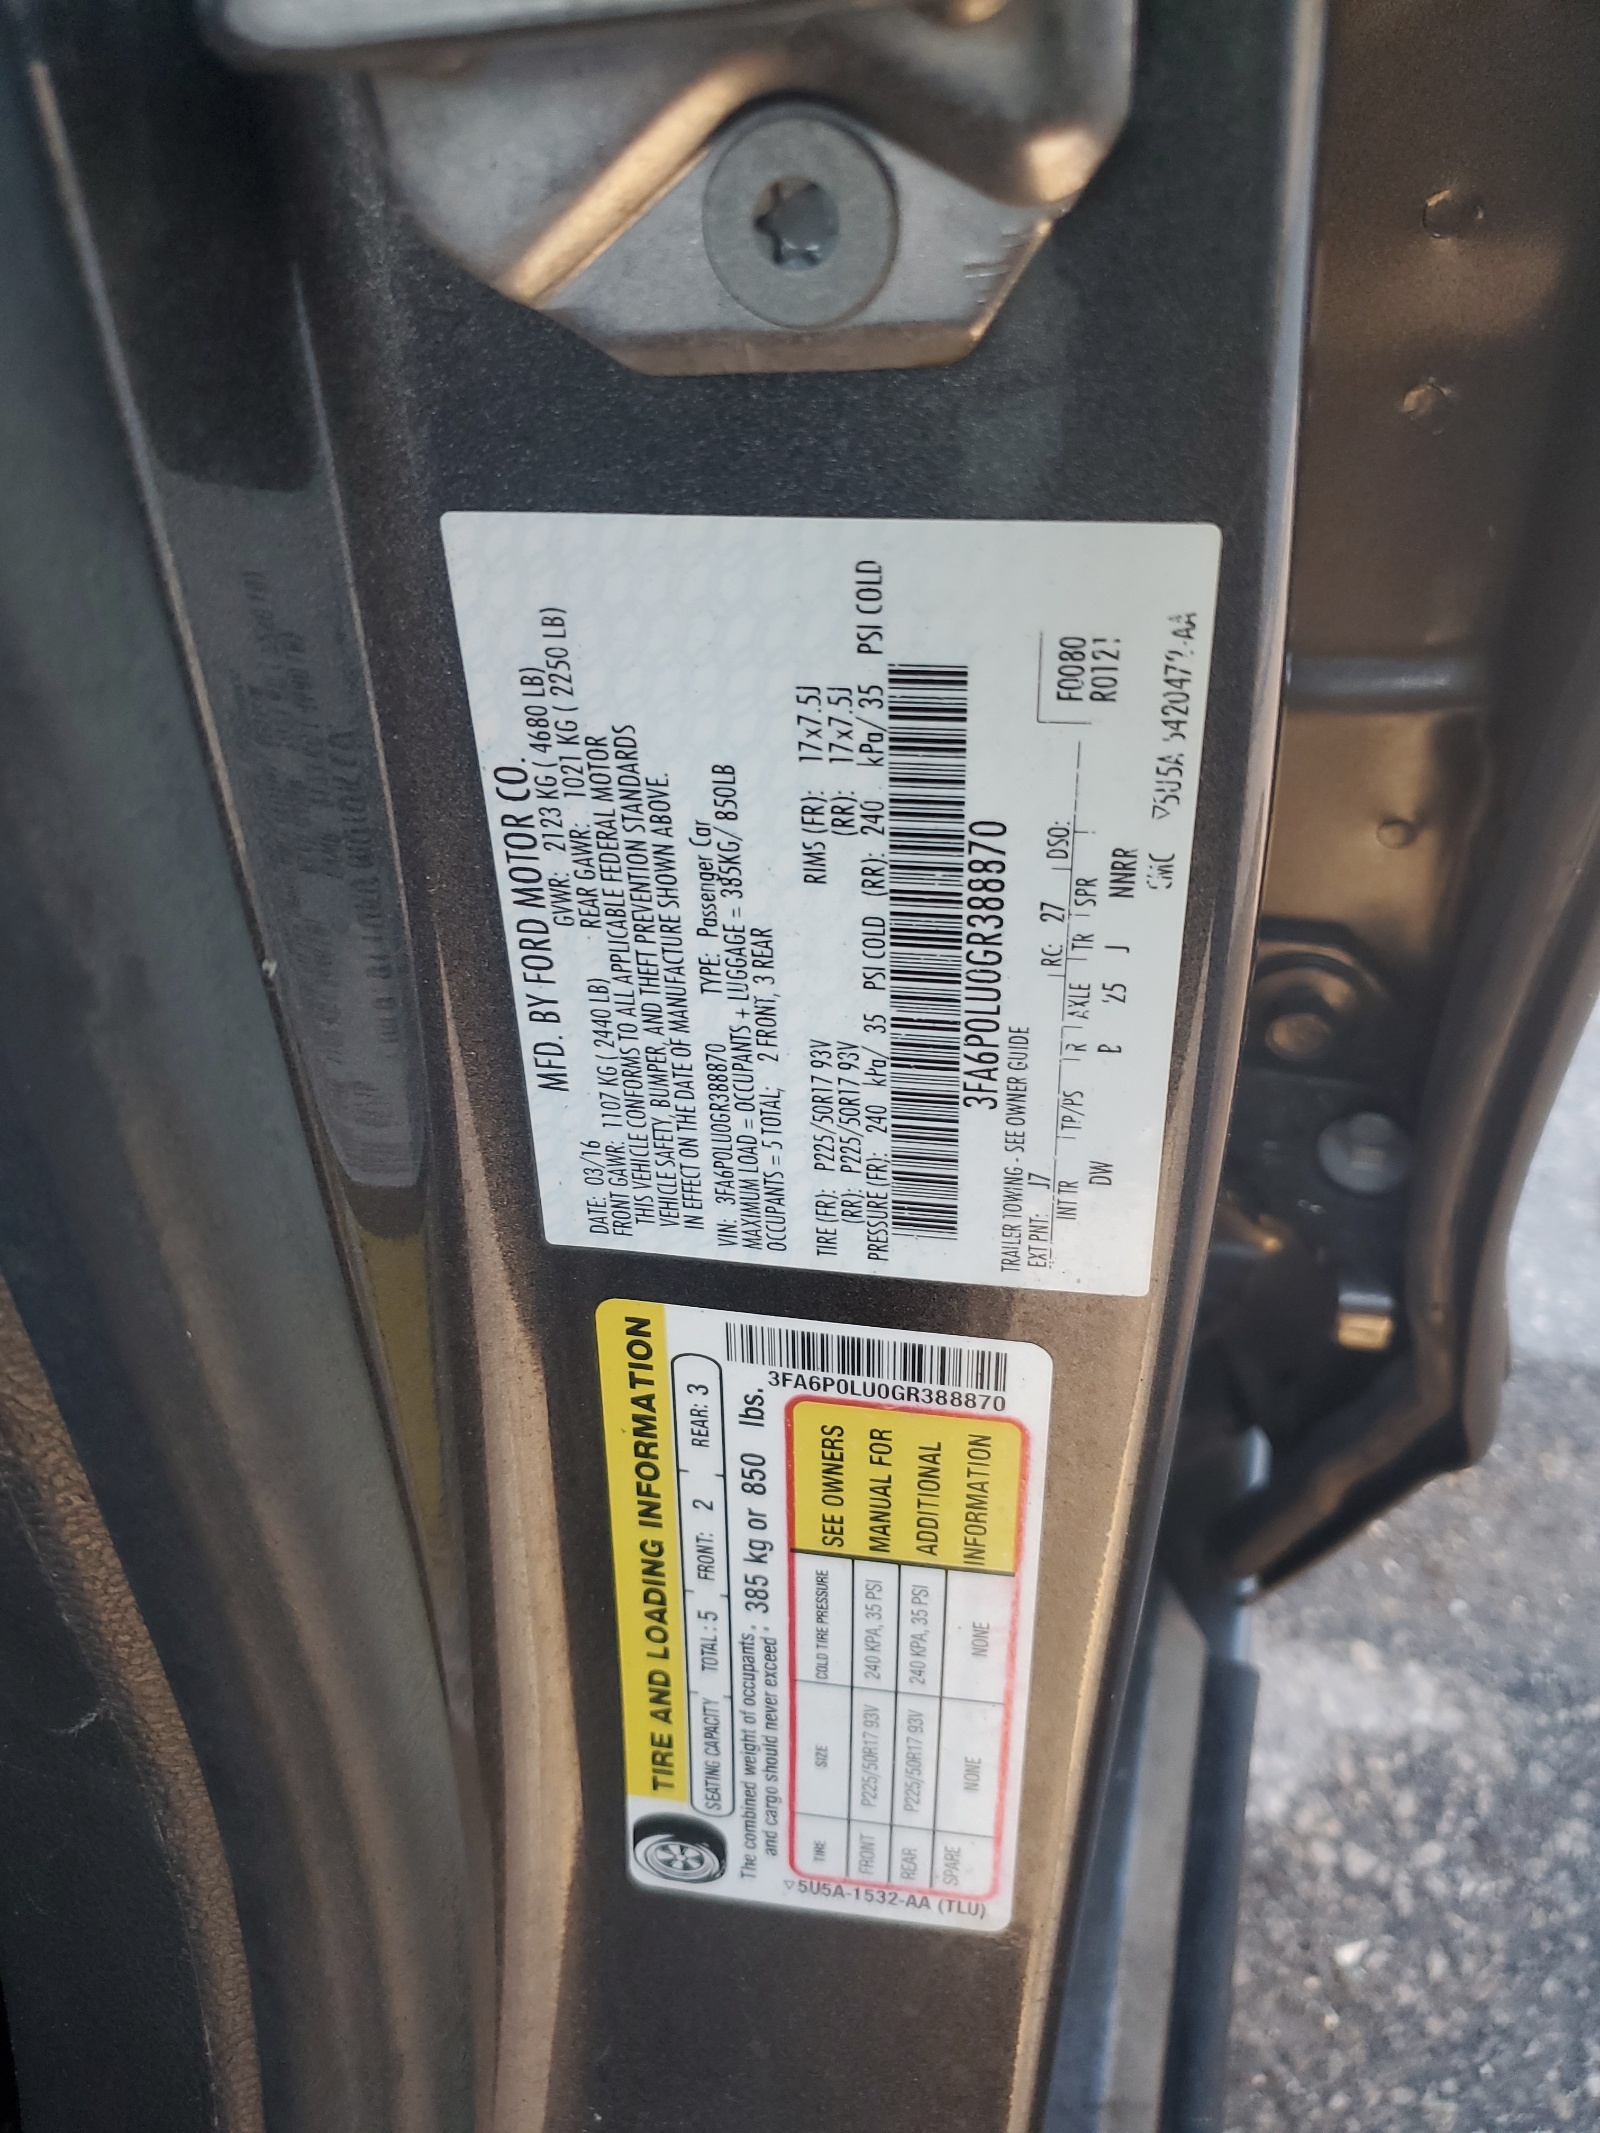 MFD. BY FORD MOTOR CO.
DATE: 03/16 GVWR: 2123 KG ( 4680 LB)
FRONT GAWR: 1107 KG ( 2440 LB) REAR GAWR: 1021 KG ( 2250 LB)
THIS VEHICLE CONFORMS TO ALL APPLICABLE FEDERAL MOTOR
VEHICLE SAFETY, BUMPER, AND THEFT PREVENTION STANDARDS
IN EFFECT ON THE DATE OF MANUFACTURE SHOWN ABOVE.
VIN: 3FA6P0LU0GR388870 TYPE: Passenger Car
MAXIMUM LOAD = OCCUPANTS + LUGGAGE = 385KG/ 850LB
OCCUPANTS = 5 TOTAL; 2 FRONT, 3 REAR
TIRE (FR): P225/50R17 93V RIMS (FR): 17x7.5J
(RR): P225/50R17 93V (RR): 17x7.5J
PRESSURE (FR): 240 kPa/ 35 PSI COLD (RR): 240 kPa/ 35 PSI COLD
3FA6P0LU0GR388870
TRAILER TOWING - SEE OWNER GUIDE
EXT PNT: J7 RC: 27 DSO: F0080
INT TR TP/PS R AXLE TR SPR R0121
DW 25 J NNRR
▽5U5A
TIRE AND LOADING INFORMATION
SEATING CAPACITY TOTAL: 5 FRONT: 2 REAR: 3
The combined weight of occupants
and cargo should never exceed: 385 kg or 850 lbs.
3FA6P0LU0GR388870
TIRE SIZE COLD TIRE PRESSURE
FRONT P225/50R17 93V 240 KPA, 35 PSI
REAR P225/50R17 93V 240 KPA, 35 PSI
SPARE NONE NONE
SEE OWNERS
MANUAL FOR
ADDITIONAL
INFORMATION
▽5U5A-1532-AA (TLU)